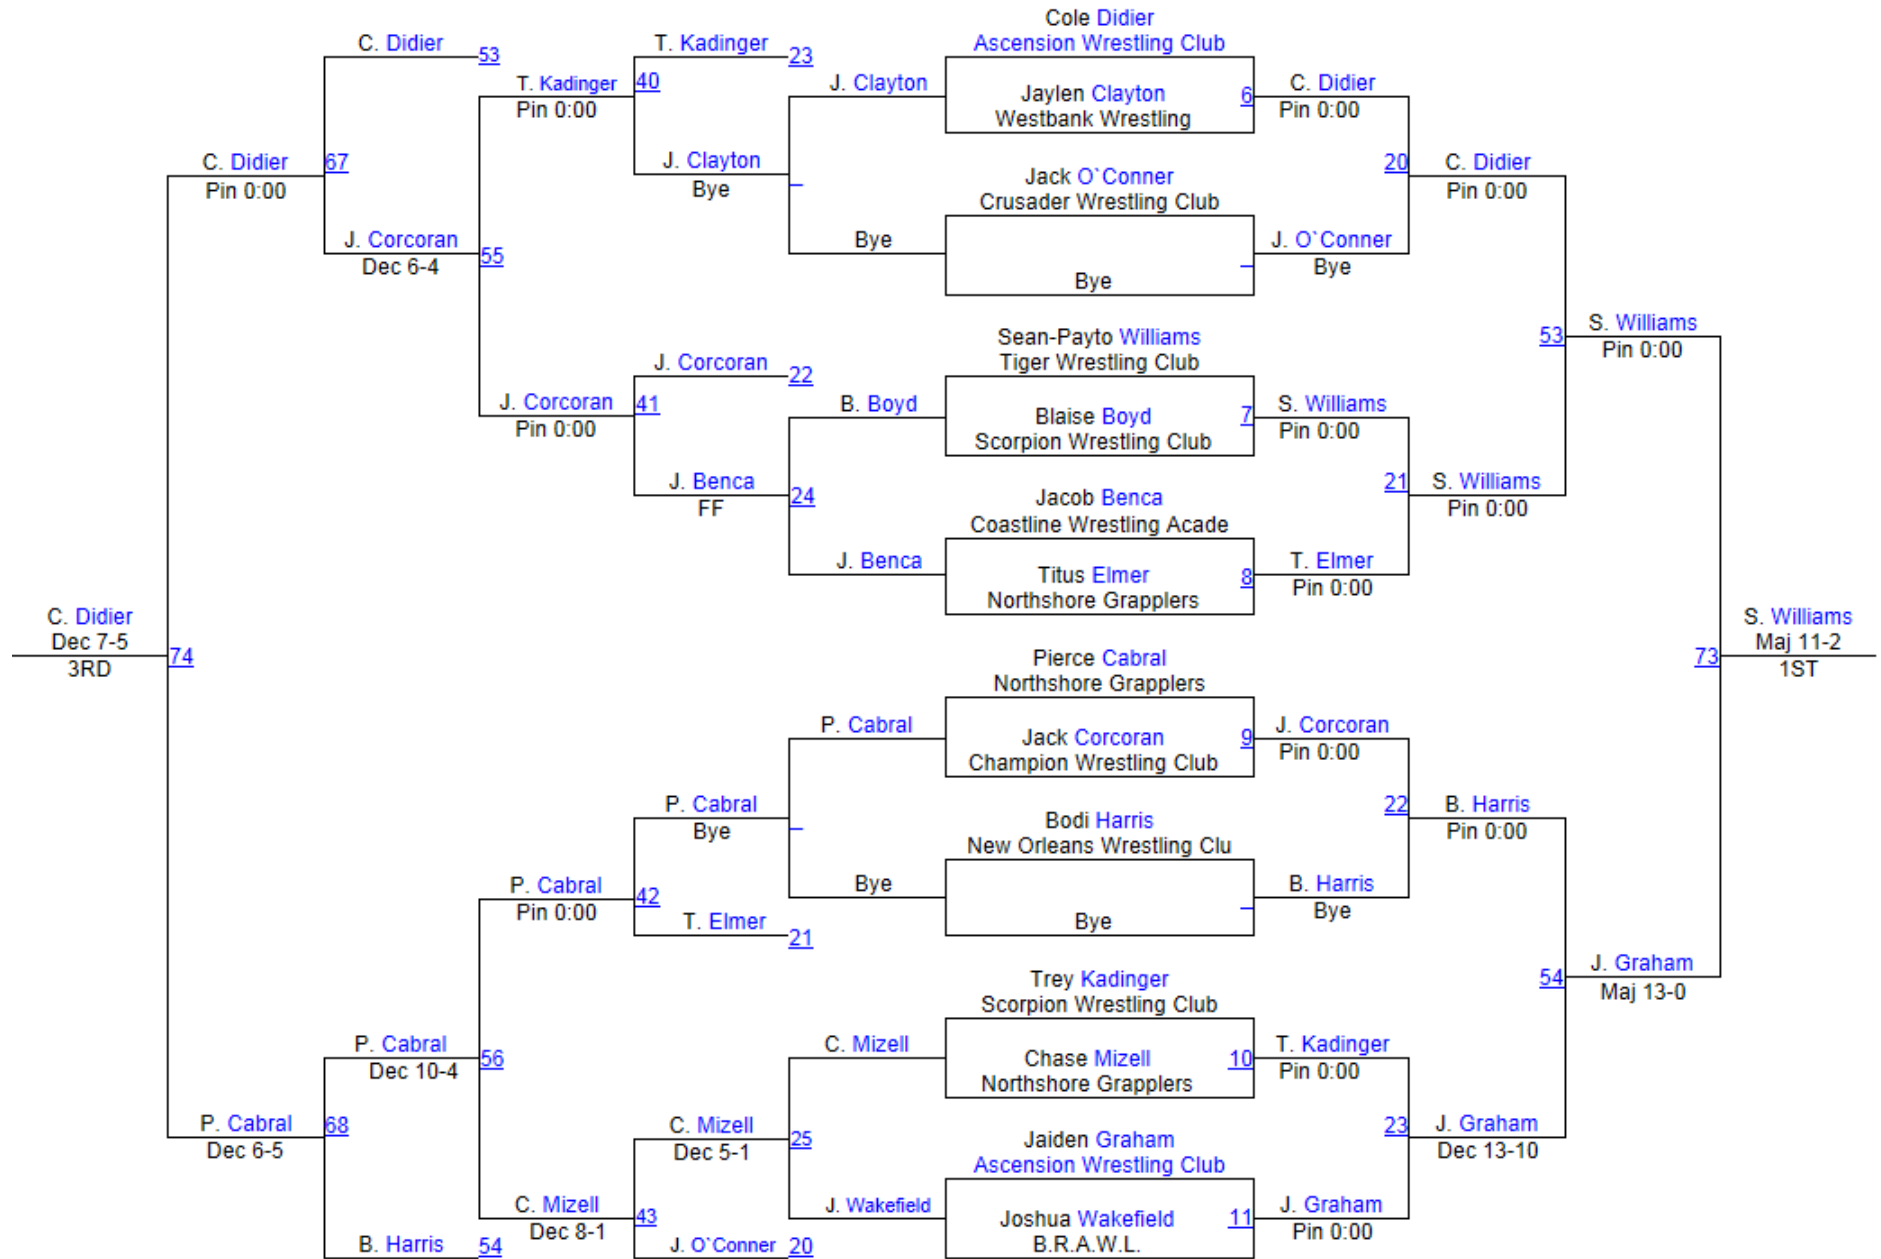 Cole Didier
C. Didier
T. Kadinger
Ascension Wrestling Club
53
23
T. Kadinger
40
J. Clayton
Jaylen Clayton
6
C. Didier
Pin 0:00
Westbank Wrestling
Pin 0:00
C. Didier
67
J. Clayton
Jack O`Conner
20
C. Didier
Pin 0:00
Bye
Crusader Wrestling Club
Pin 0:00
J. Corcoran
Bye
J. O`Conner
Dec 6-4
55
Bye
Bye
Sean-Payto Williams
53
S. Williams
J. Corcoran
22
Tiger Wrestling Club
Pin 0:00
J. Corcoran
41
B. Boyd
Blaise Boyd
7
S. Williams
Pin 0:00
Scorpion Wrestling Club
Pin 0:00
J. Benca
24
Jacob Benca
21
S. Williams
FF
Coastline Wrestling Acade
Pin 0:00
J. Benca
Titus Elmer
8
T. Elmer
Northshore Grapplers
Pin 0:00
C. Didier
S. Williams
Dec 7-5
74
Pierce Cabral
73
Maj 11-2
3RD
Northshore Grapplers
1ST
P. Cabral
Jack Corcoran
9
J. Corcoran
Champion Wrestling Club
Pin 0:00
P. Cabral
Bodi Harris
22
B. Harris
Bye
New Orleans Wrestling Clu
Pin 0:00
P. Cabral
42
Bye
B. Harris
Pin 0:00
T. Elmer
21
Bye
Bye
Trey Kadinger
54
J. Graham
Scorpion Wrestling Club
Maj 13-0
P. Cabral
56
C. Mizell
Chase Mizell
10
T. Kadinger
Dec 10-4
Northshore Grapplers
Pin 0:00
P. Cabral
68
C. Mizell
25
Jaiden Graham
23
J. Graham
Dec 6-5
Dec 5-1
Ascension Wrestling Club
Dec 13-10
C. Mizell
43
J. Wakefield
Joshua Wakefield
11
J. Graham
Dec 8-1
B.R.A.W.L.
Pin 0:00
B. Harris
54
J. O`Conner
20